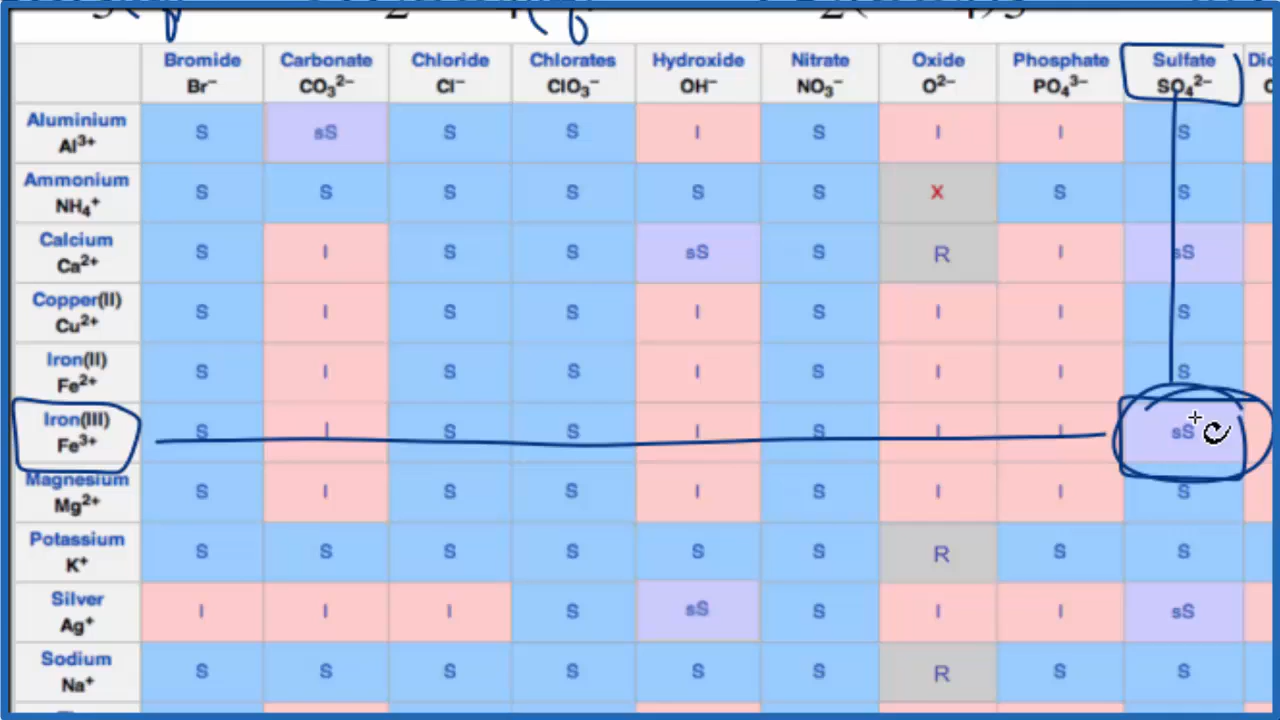 Bromide Carbonate Chloride Chlorates Hydroxide Nitrate Oxide Phosphate Sulfate
Br⁻ CO₃²⁻ Cl⁻ ClO₃⁻ OH⁻ NO₃⁻ O²⁻ PO₄³⁻ SO₄²⁻
Aluminium
Al³⁺ S sS S S I S I I S
Ammonium
NH₄⁺ S S S S S S X S S
Calcium
Ca²⁺ S I S S sS S R I sS
Copper(II)
Cu²⁺ S I S S I S I I S
Iron(II)
Fe²⁺ S I S S I S I I S
Iron(III)
Fe³⁺ S I S S I S I I sS
Magnesium
Mg²⁺ S I S S I S I I S
Potassium
K⁺ S S S S S S R S S
Silver
Ag⁺ I I I S sS S I I sS
Sodium
Na⁺ S S S S S S R S S